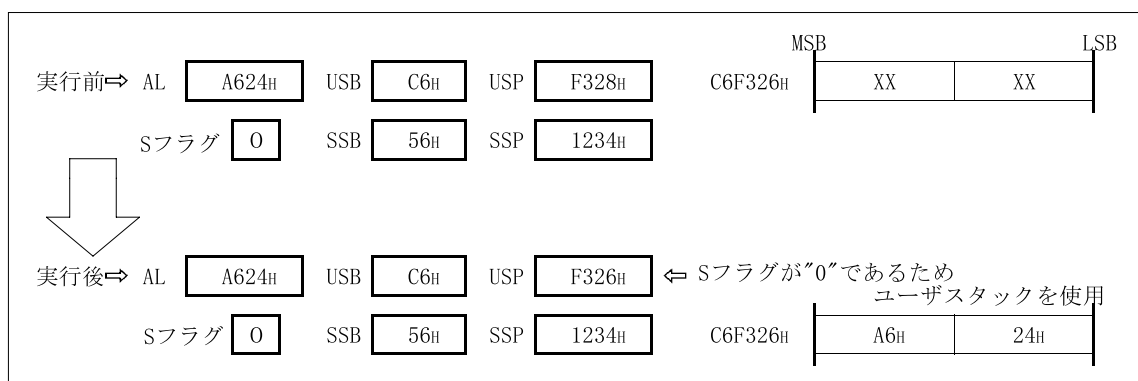 MSB LSB
実行前⇨ AL A624H USB C6H USP F328H C6F326H XX XX
Sフラグ 0 SSB 56H SSP 1234H
実行後⇨ AL A624H USB C6H USP F326H ⇦ Sフラグが"0"であるため
ユーザスタックを使用
Sフラグ 0 SSB 56H SSP 1234H C6F326H A6H 24H